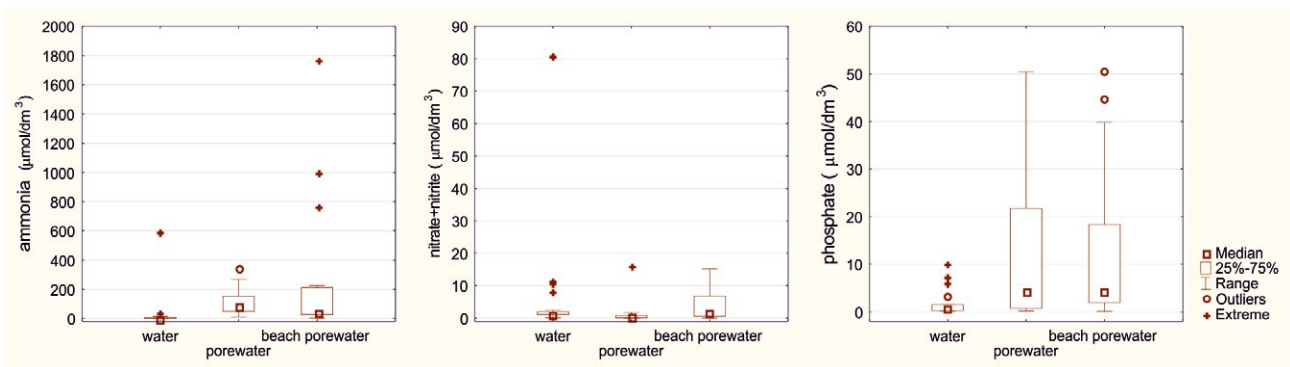 2000
1800
1600
1400
1200
1000
800
600
400
200
0
ammonia (μmol/dm³)
water
porewater
beach porewater
90
80
70
60
50
40
30
20
10
0
nitrate+nitrite ( μmol/dm³)
water
porewater
beach porewater
60
50
40
30
20
10
0
phosphate ( μmol/dm³)
water
porewater
beach porewater
Median
25%-75%
Range
Outliers
Extreme